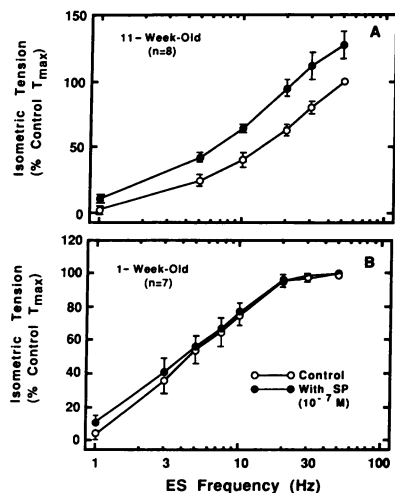 150
100
50
0
Isometric Tension
(% Control Tmax)
11-Week-Old
(n=8)
A
120
100
80
60
40
20
0
Isometric Tension
(% Control Tmax)
1-Week-Old
(n=7)
B
Control
With SP
(10⁻⁷ M)
1 3 10 30 100
ES Frequency (Hz)